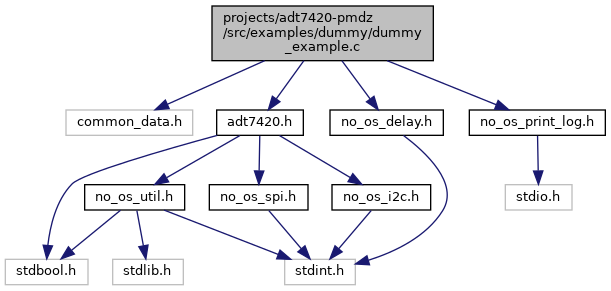 projects/adt7420-pmdz
/src/examples/dummy/dummy
_example.c
common_data.h
adt7420.h
no_os_delay.h
no_os_print_log.h
no_os_util.h
no_os_spi.h
no_os_i2c.h
stdio.h
stdbool.h
stdlib.h
stdint.h